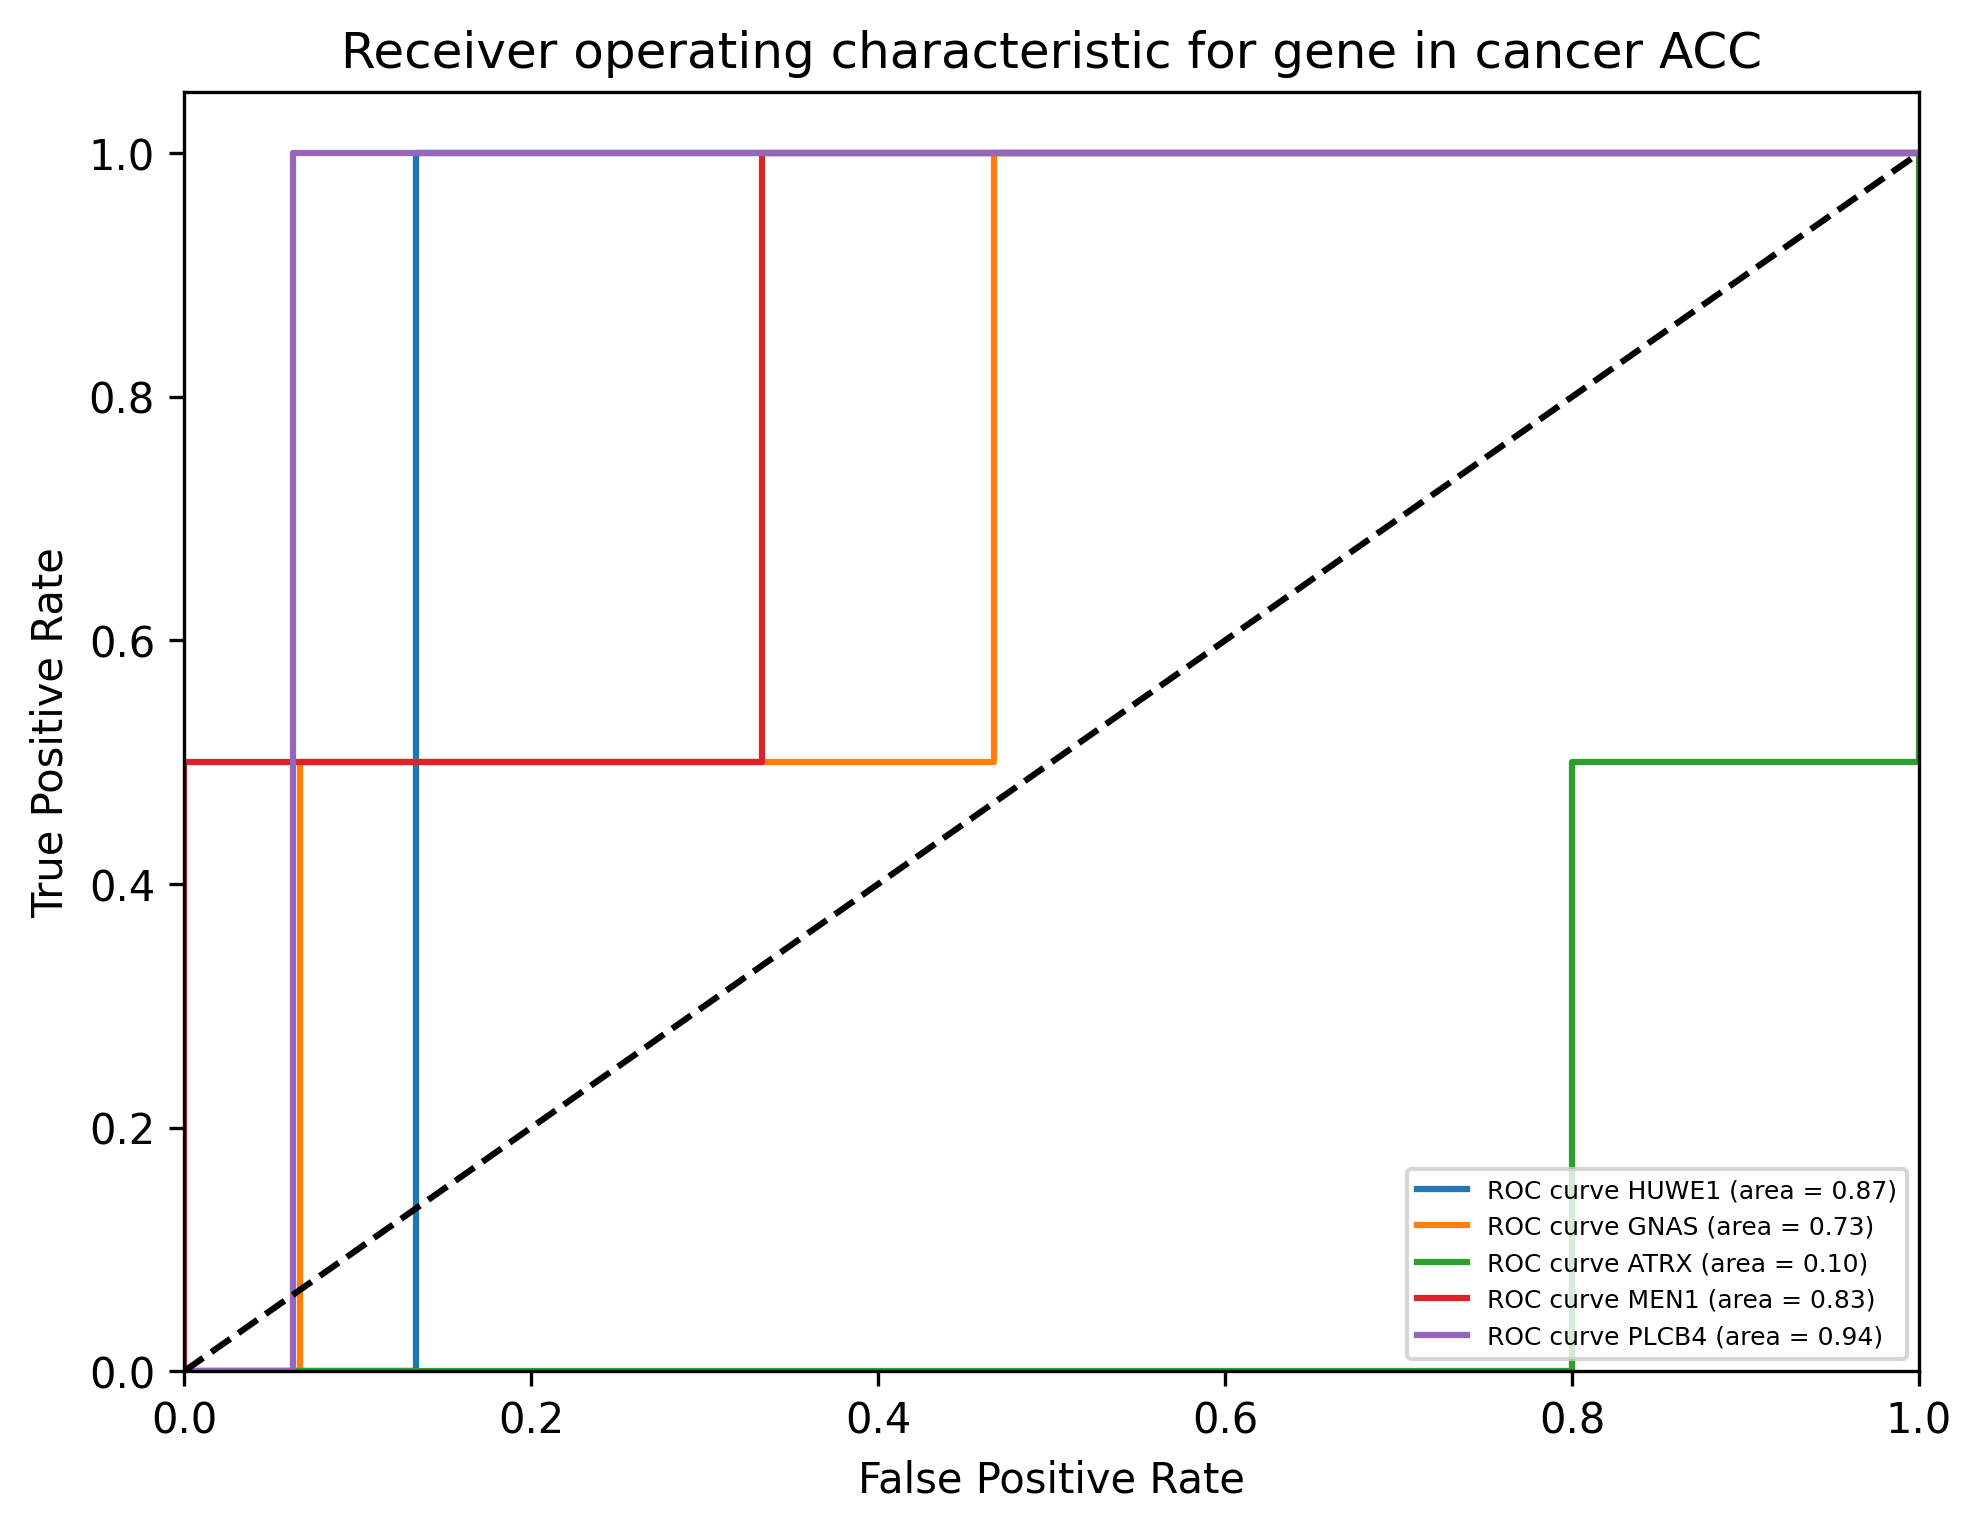 Receiver operating characteristic for gene in cancer ACC
1.0
0.8
0.6
0.4
0.2
0.0
True Positive Rate
0.0 0.2 0.4 0.6 0.8 1.0
False Positive Rate
ROC curve HUWE1 (area = 0.87)
ROC curve GNAS (area = 0.73)
ROC curve ATRX (area = 0.10)
ROC curve MEN1 (area = 0.83)
ROC curve PLCB4 (area = 0.94)